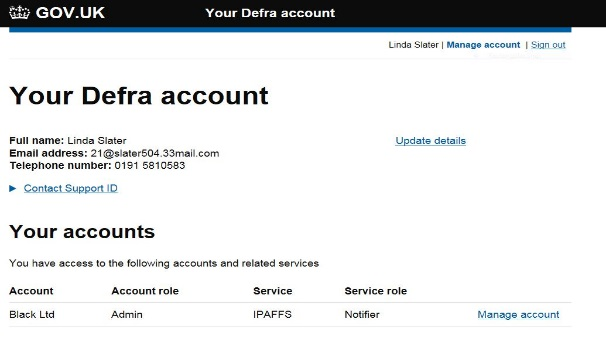 GOV.UK Your Defra account
Linda Slater | Manage account | Sign out
Your Defra account
Full name: Linda Slater Update details
Email address: 21@slater504.33mail.com
Telephone number: 0191 5810583
Contact Support ID
Your accounts
You have access to the following accounts and related services
Account Account role Service Service role
Black Ltd Admin IPAFFS Notifier Manage account